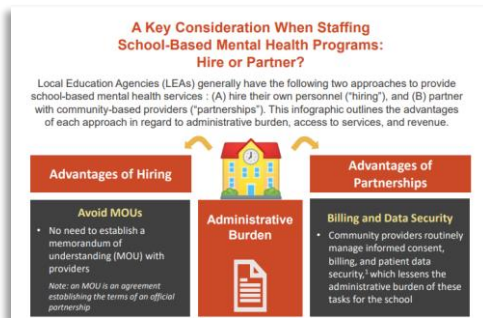 A Key Consideration When Staffing
School-Based Mental Health Programs:
Hire or Partner?
Local Education Agencies (LEAs) generally have the following two approaches to provide
school-based mental health services : (A) hire their own personnel ("hiring"), and (B) partner
with community-based providers ("partnerships"). This infographic outlines the advantages
of each approach in regard to administrative burden, access to services, and revenue.
Advantages of Hiring
Advantages of
Partnerships
Avoid MOUs
• No need to establish a
memorandum of
understanding (MOU) with
providers
Note: an MOU is an agreement
establishing the terms of an official
partnership
Administrative
Burden
Billing and Data Security
• Community providers routinely
manage informed consent,
billing, and patient data
security,¹ which lessens the
administrative burden of these
tasks for the school